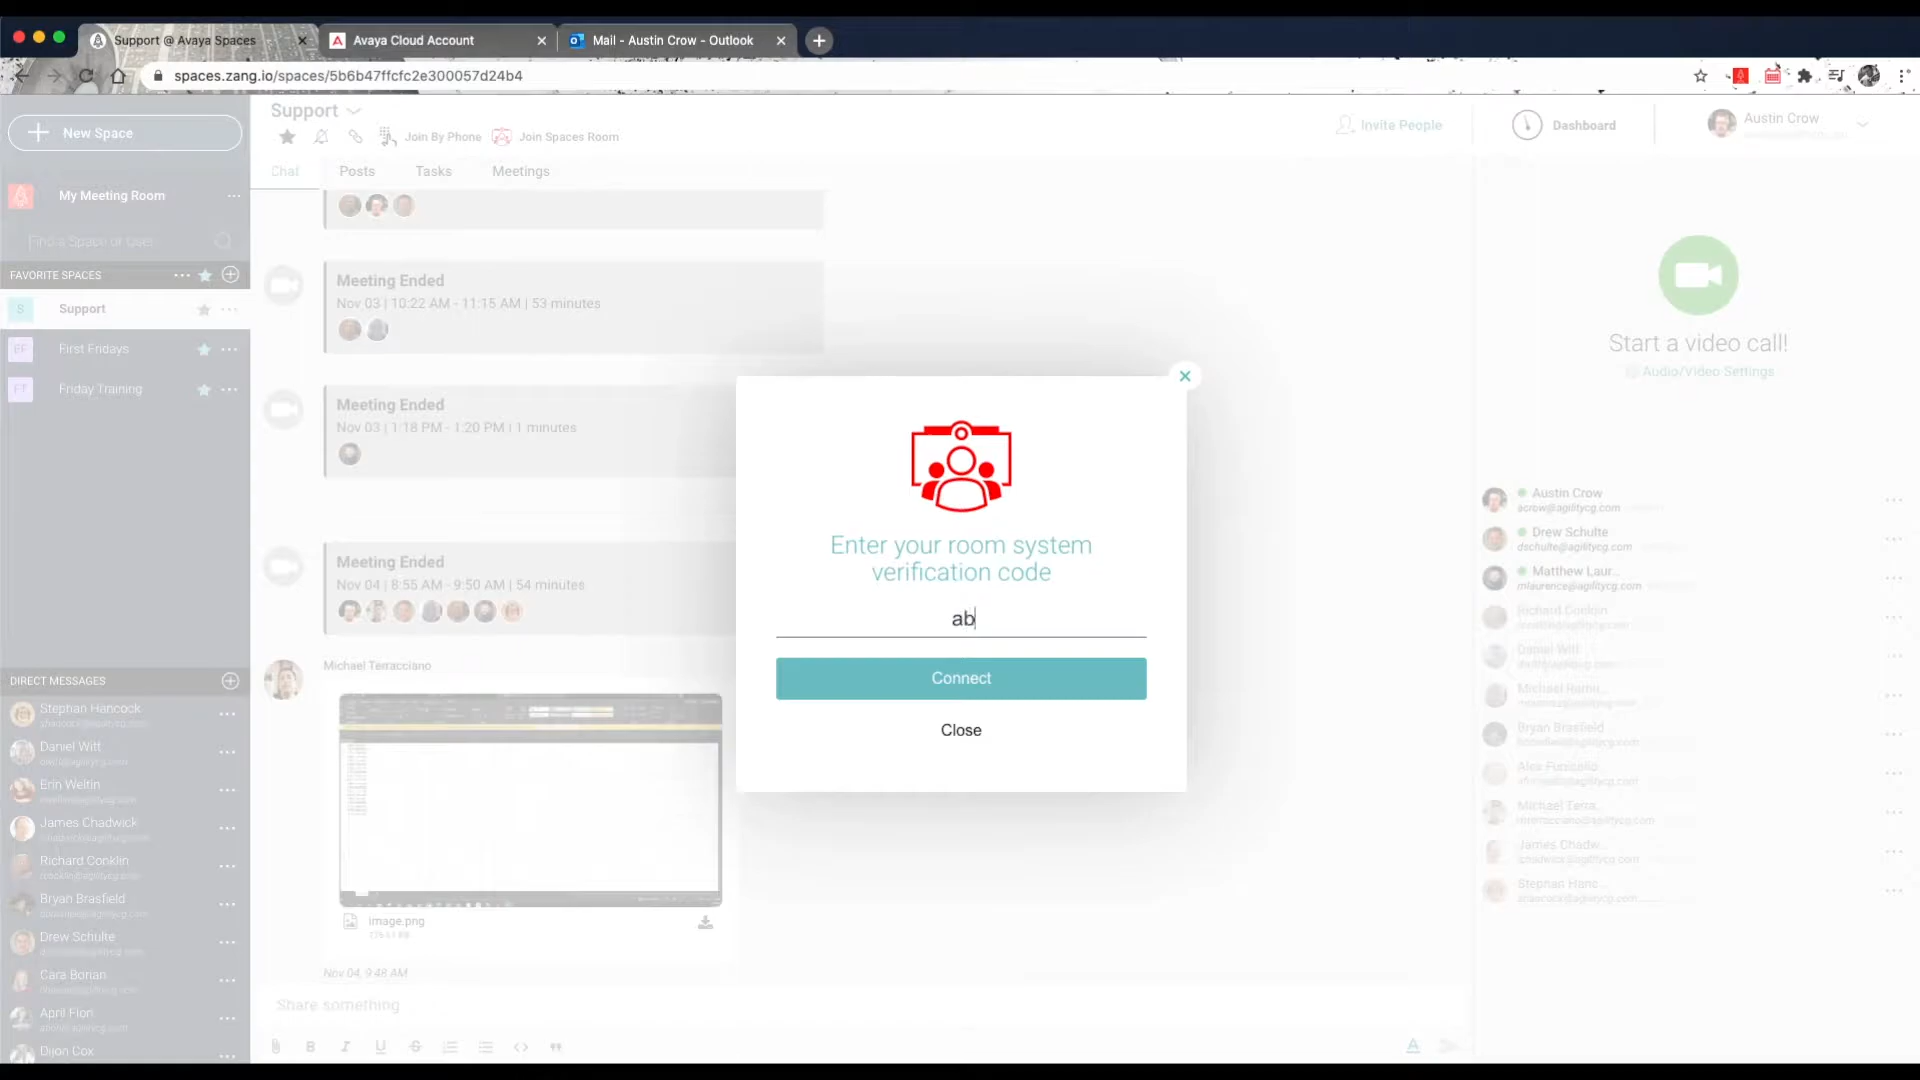 Support @ Avaya Spaces
Avaya Cloud Account
Mail - Austin Crow - Outlook
spaces.zang.io/spaces/5b6b47ffcfc2e300057d24b4
New Space
My Meeting Room
Find a Space or User
FAVORITE SPACES
S
Support
FF
First Fridays
FT
Friday Training
DIRECT MESSAGES
Stephan Hancock
Daniel Witt
Erin Weltin
James Chadwick
Richard Conklin
Bryan Brasfield
Drew Schulte
Cara Borian
April Fiori
Dijon Cox
Support
Join By Phone
Join Spaces Room
Invite People
Dashboard
Austin Crow
Chat
Posts
Tasks
Meetings
Meeting Ended
Nov 03 | 10:22 AM - 11:15 AM | 53 minutes
Meeting Ended
Nov 03 | 1:18 PM - 1:20 PM | 1 minutes
Meeting Ended
Nov 04 | 8:55 AM - 9:50 AM | 54 minutes
Michael Terracciano
image.png
Nov 04, 9:48 AM
Share something
Enter your room system
verification code
ab
Connect
Close
Start a video call!
Audio/Video Settings
Austin Crow
acrow@agilitycg.com
Drew Schulte
dschulte@agilitycg.com
Matthew Laur...
mlaurence@agilitycg.com
Richard Conklin
Daniel Witt
Michael Ramu...
Bryan Brasfield
Michael Terra...
James Chadw...
Stephan Hanc...